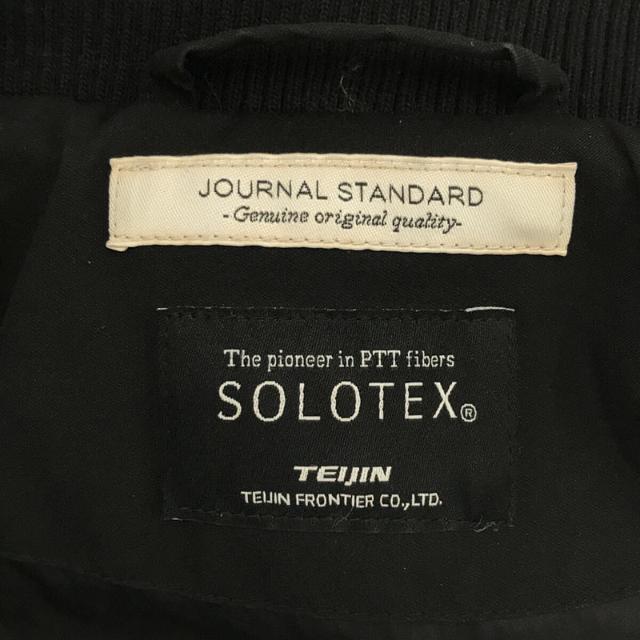 JOURNAL STANDARD
-Genuine original quality-
The pioneer in PTT fibers
SOLOTEX®
TEIJIN
TEIJIN FRONTIER CO.,LTD.